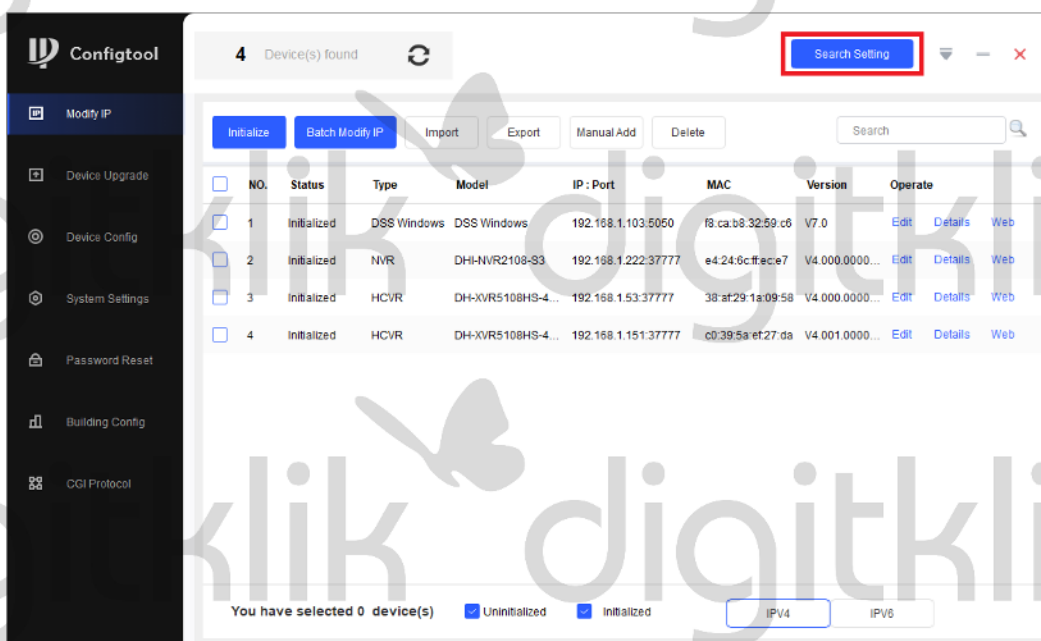 Configtool
4 Device(s) found
Search Setting
Modify IP
Device Upgrade
Device Config
System Settings
Password Reset
Building Config
CGI Protocol
Initialize Batch Modify IP Import Export Manual Add Delete Search
NO. Status Type Model IP : Port MAC Version Operate
1 Initialized DSS Windows DSS Windows 192.168.1.103:5050 f8:ca:b8:32:59:c6 V7.0 Edit Details Web
2 Initialized NVR DHI-NVR2108-S3 192.168.1.222:37777 e4:24:6c:ff:ec:e7 V4.000.0000... Edit Details Web
3 Initialized HCVR DH-XVR5108HS-4... 192.168.1.53:37777 38:af:29:1a:09:58 V4.000.0000... Edit Details Web
4 Initialized HCVR DH-XVR5108HS-4... 192.168.1.151:37777 c0:39:5a:ef:27:da V4.001.0000... Edit Details Web
You have selected 0 device(s) Uninitialized Initialized IPV4 IPV6
klik digitkli
klik digitkli